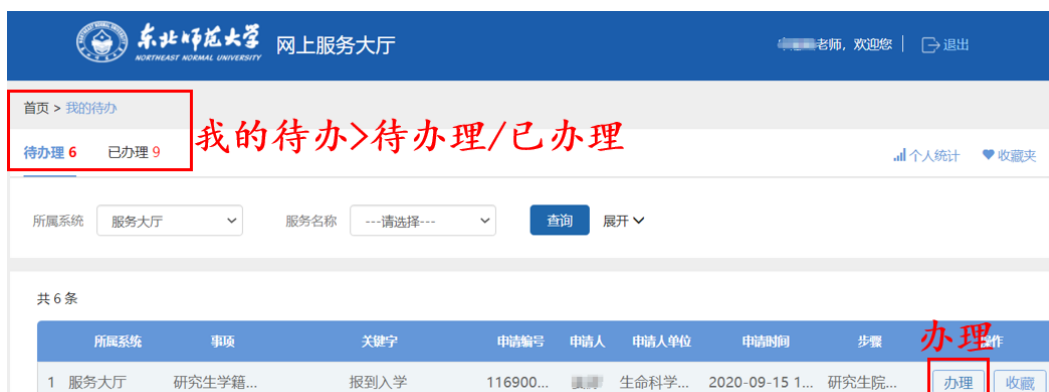 东北师范大学 NORTHEAST NORMAL UNIVERSITY 网上服务大厅 老师, 欢迎您 | 退出
首页 > 我的待办
我的待办>待办理/已办理
待办理 6 已办理 9 个人统计 收藏夹
所属系统 服务大厅 服务名称 ---请选择--- 查询 展开
共 6 条
办理
所属系统 事项 关键字 申请编号 申请人 申请人单位 申请时间 步骤 作
1 服务大厅 研究生学籍... 报到入学 116900... 生命科学... 2020-09-15 1... 研究生院... 办理 收藏